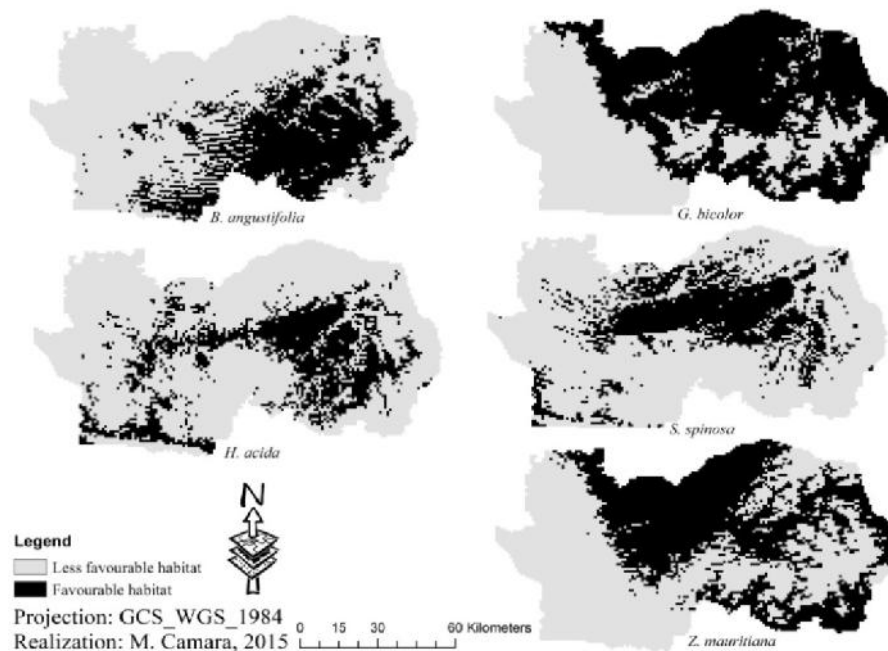 B. angustifolia
G. bicolor
H. acida
S. spinosa
N
Legend
Less favourable habitat
Favourable habitat
Projection: GCS_WGS_1984
Realization: M. Camara, 2015
0 15 30 60 Kilometers
Z. mauritiana